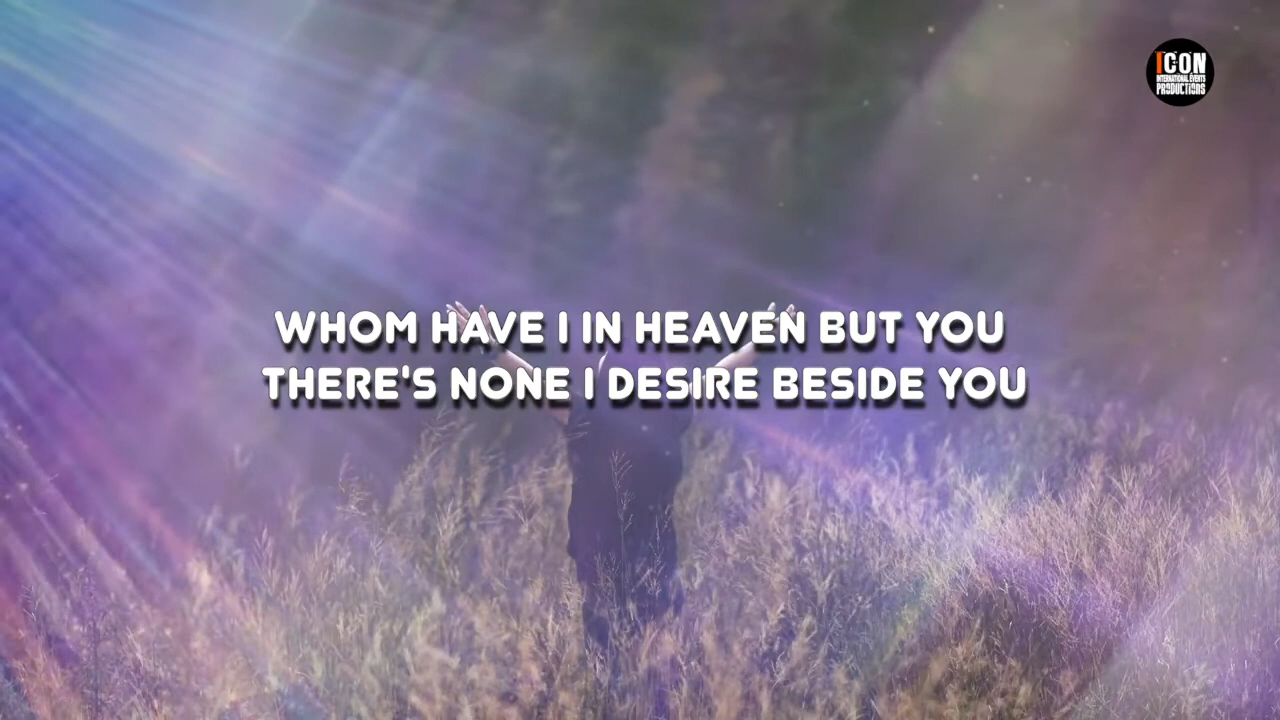 ICON
INTERNATIONAL EVENTS
PRODUCTIONS
WHOM HAVE I IN HEAVEN BUT YOU
THERE'S NONE I DESIRE BESIDE YOU